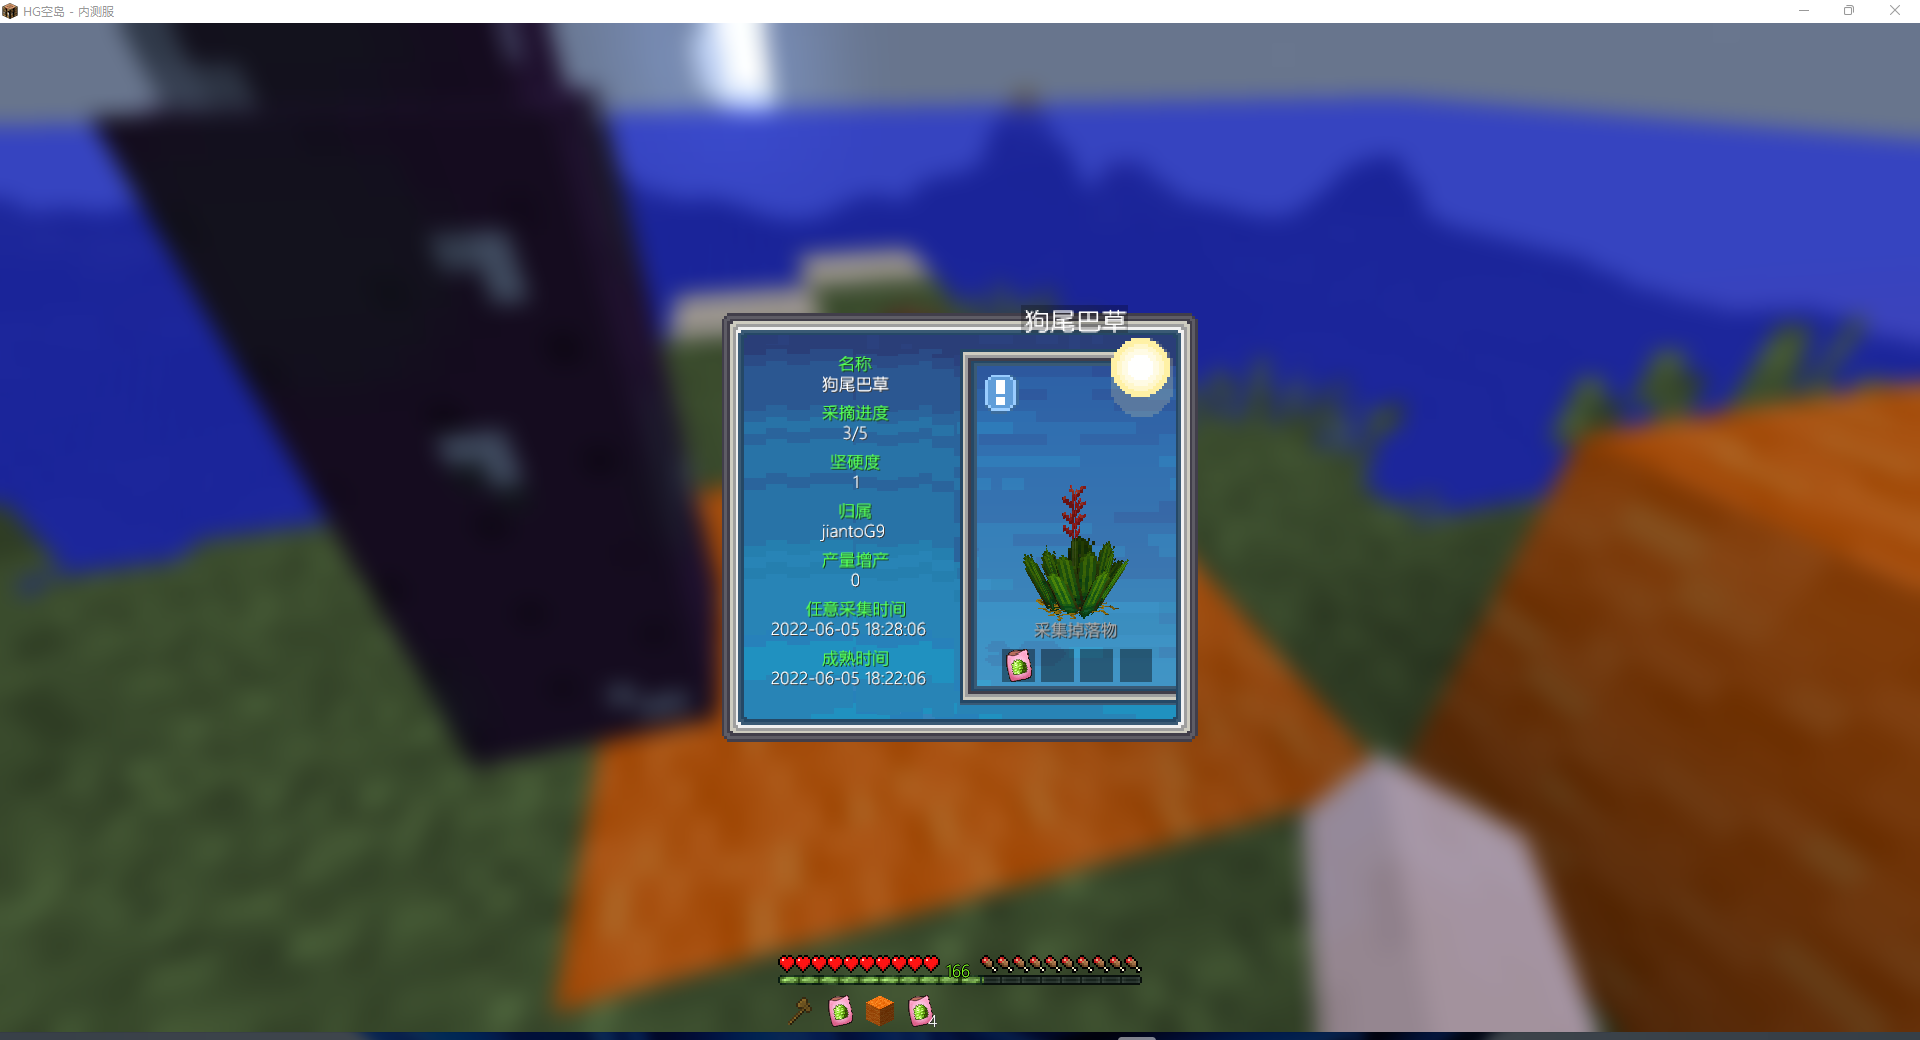 HG空岛 - 内测服
狗尾巴草
名称
狗尾巴草
采摘进度
3/5
坚硬度
1
归属
jiantoG9
产量增产
0
任意采集时间
2022-06-05 18:28:06
成熟时间
2022-06-05 18:22:06
采集掉落物
166
4